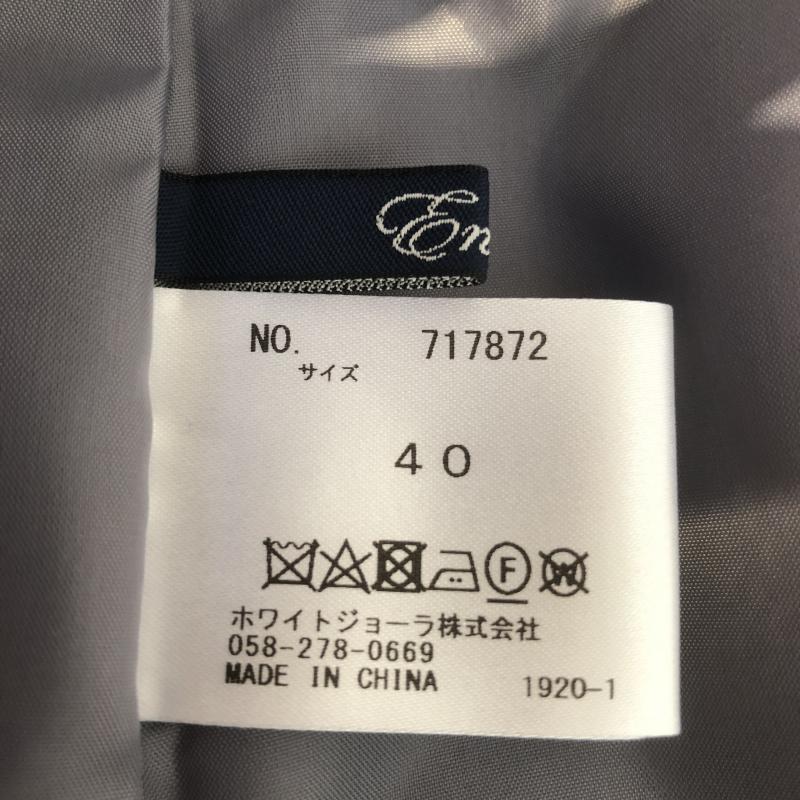 En
NO. 717872
サイズ
40
F W
ホワイトジョーラ株式会社
058-278-0669
MADE IN CHINA 1920-1